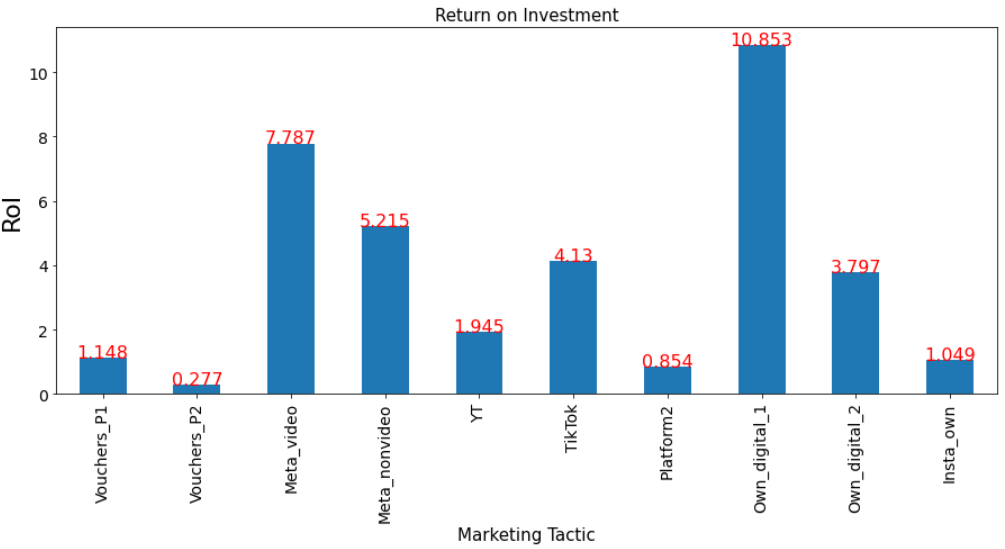 Return on Investment
RoI
10
8
6
4
2
0
1.148
0.277
7.787
5.215
1.945
4.13
0.854
10.853
3.797
1.049
Vouchers_P1
Vouchers_P2
Meta_video
Meta_nonvideo
YT
TikTok
Platform2
Own_digital_1
Own_digital_2
Insta_own
Marketing Tactic